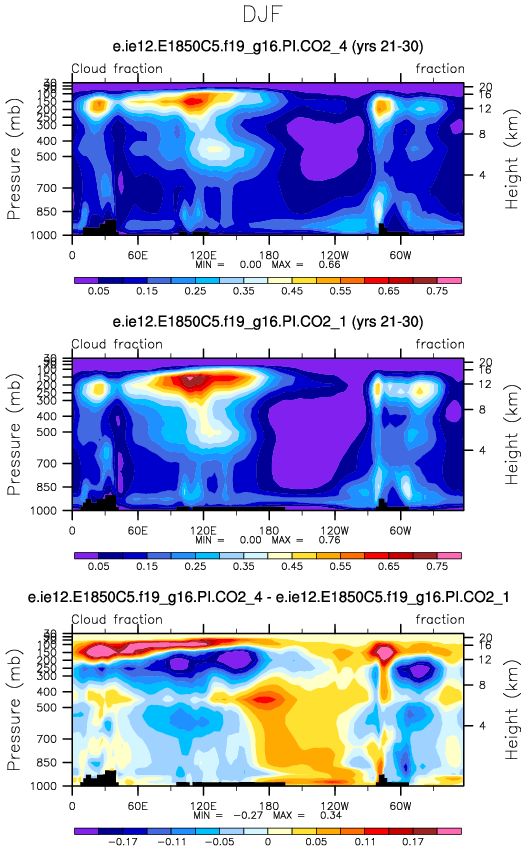 DJF
e.ie12.E1850C5.f19_g16.PI.CO2_4 (yrs 21-30)
Cloud fraction fraction
Pressure (mb)
30
100
150
200
250
300
400
500
700
850
1000
20
16
12
8
4
Height (km)
0 60E 120E 180 120W 60W
MIN = 0.00 MAX = 0.66
0.05 0.15 0.25 0.35 0.45 0.55 0.65 0.75
e.ie12.E1850C5.f19_g16.PI.CO2_1 (yrs 21-30)
Cloud fraction fraction
Pressure (mb)
30
100
150
200
250
300
400
500
700
850
1000
20
16
12
8
4
Height (km)
0 60E 120E 180 120W 60W
MIN = 0.00 MAX = 0.76
0.05 0.15 0.25 0.35 0.45 0.55 0.65 0.75
e.ie12.E1850C5.f19_g16.PI.CO2_4 - e.ie12.E1850C5.f19_g16.PI.CO2_1
Cloud fraction fraction
Pressure (mb)
30
100
150
200
250
300
400
500
700
850
1000
20
16
12
8
4
Height (km)
0 60E 120E 180 120W 60W
MIN = -0.27 MAX = 0.34
-0.17 -0.11 -0.05 0 0.05 0.11 0.17